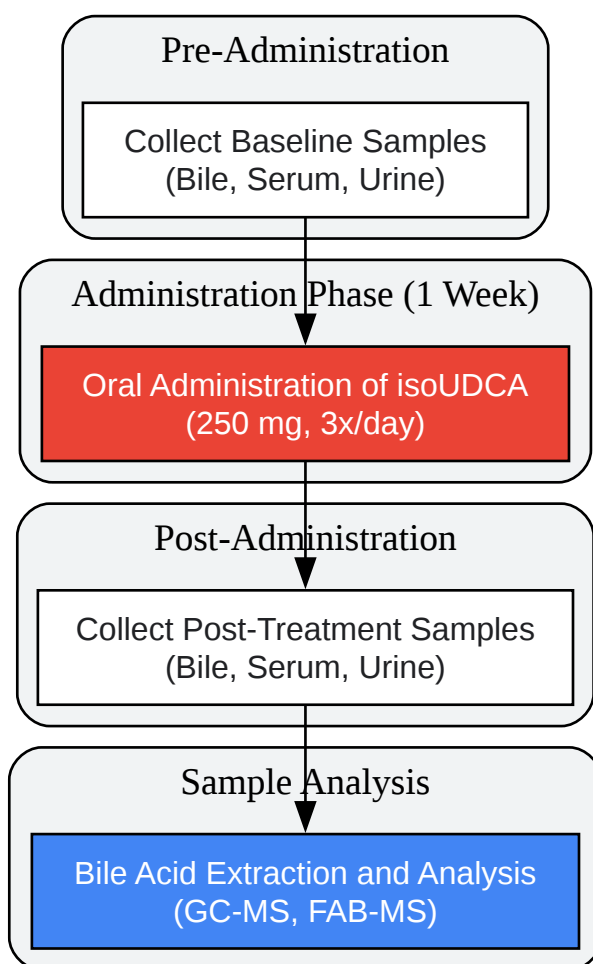 Pre-Administration
Collect Baseline Samples
(Bile, Serum, Urine)
Administration Phase (1 Week)
Oral Administration of isoUDCA
(250 mg, 3x/day)
Post-Administration
Collect Post-Treatment Samples
(Bile, Serum, Urine)
Sample Analysis
Bile Acid Extraction and Analysis
(GC-MS, FAB-MS)